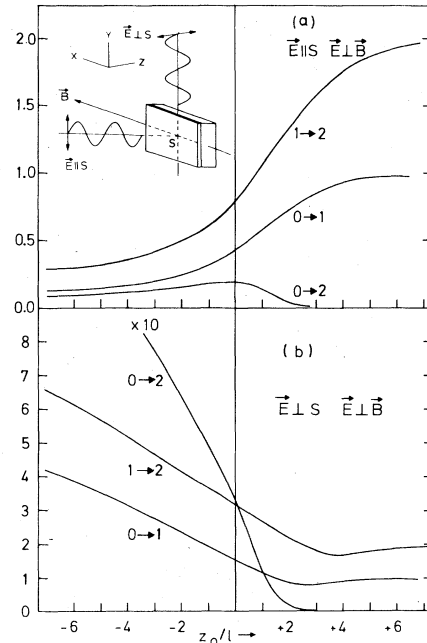 (a)
E⊥S
Y
X
Z
B
S
E∥S
E∥S E⊥B
1→2
0→1
0→2
2.0
1.5
1.0
0.5
0.0
×10
(b)
0→2
E⊥S E⊥B
1→2
0→1
8
7
6
5
4
3
2
1
0
-6 -4 -2 z₀/l → +2 +4 +6